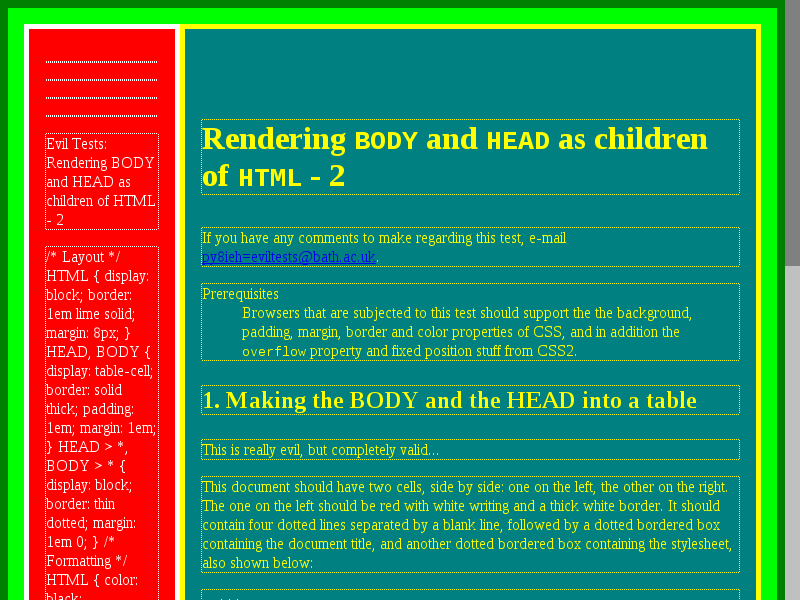 Evil Tests:
Rendering BODY
and HEAD as
children of HTML
- 2
/* Layout */
HTML { display:
block; border:
1em lime solid;
margin: 8px; }
HEAD, BODY {
display: table-cell;
border: solid
thick; padding:
1em; margin: 1em;
} HEAD > *,
BODY > * {
display: block;
border: thin
dotted; margin:
1em 0; } /*
Formatting */
HTML { color:
black;
Rendering BODY and HEAD as children
of HTML - 2
If you have any comments to make regarding this test, e-mail
py8ieh=eviltests@bath.ac.uk.
Prerequisites
Browsers that are subjected to this test should support the the background,
padding, margin, border and color properties of CSS, and in addition the
overflow property and fixed position stuff from CSS2.
1. Making the BODY and the HEAD into a table
This is really evil, but completely valid...
This document should have two cells, side by side: one on the left, the other on the right.
The one on the left should be red with white writing and a thick white border. It should
contain four dotted lines separated by a blank line, followed by a dotted bordered box
containing the document title, and another dotted bordered box containing the stylesheet,
also shown below: